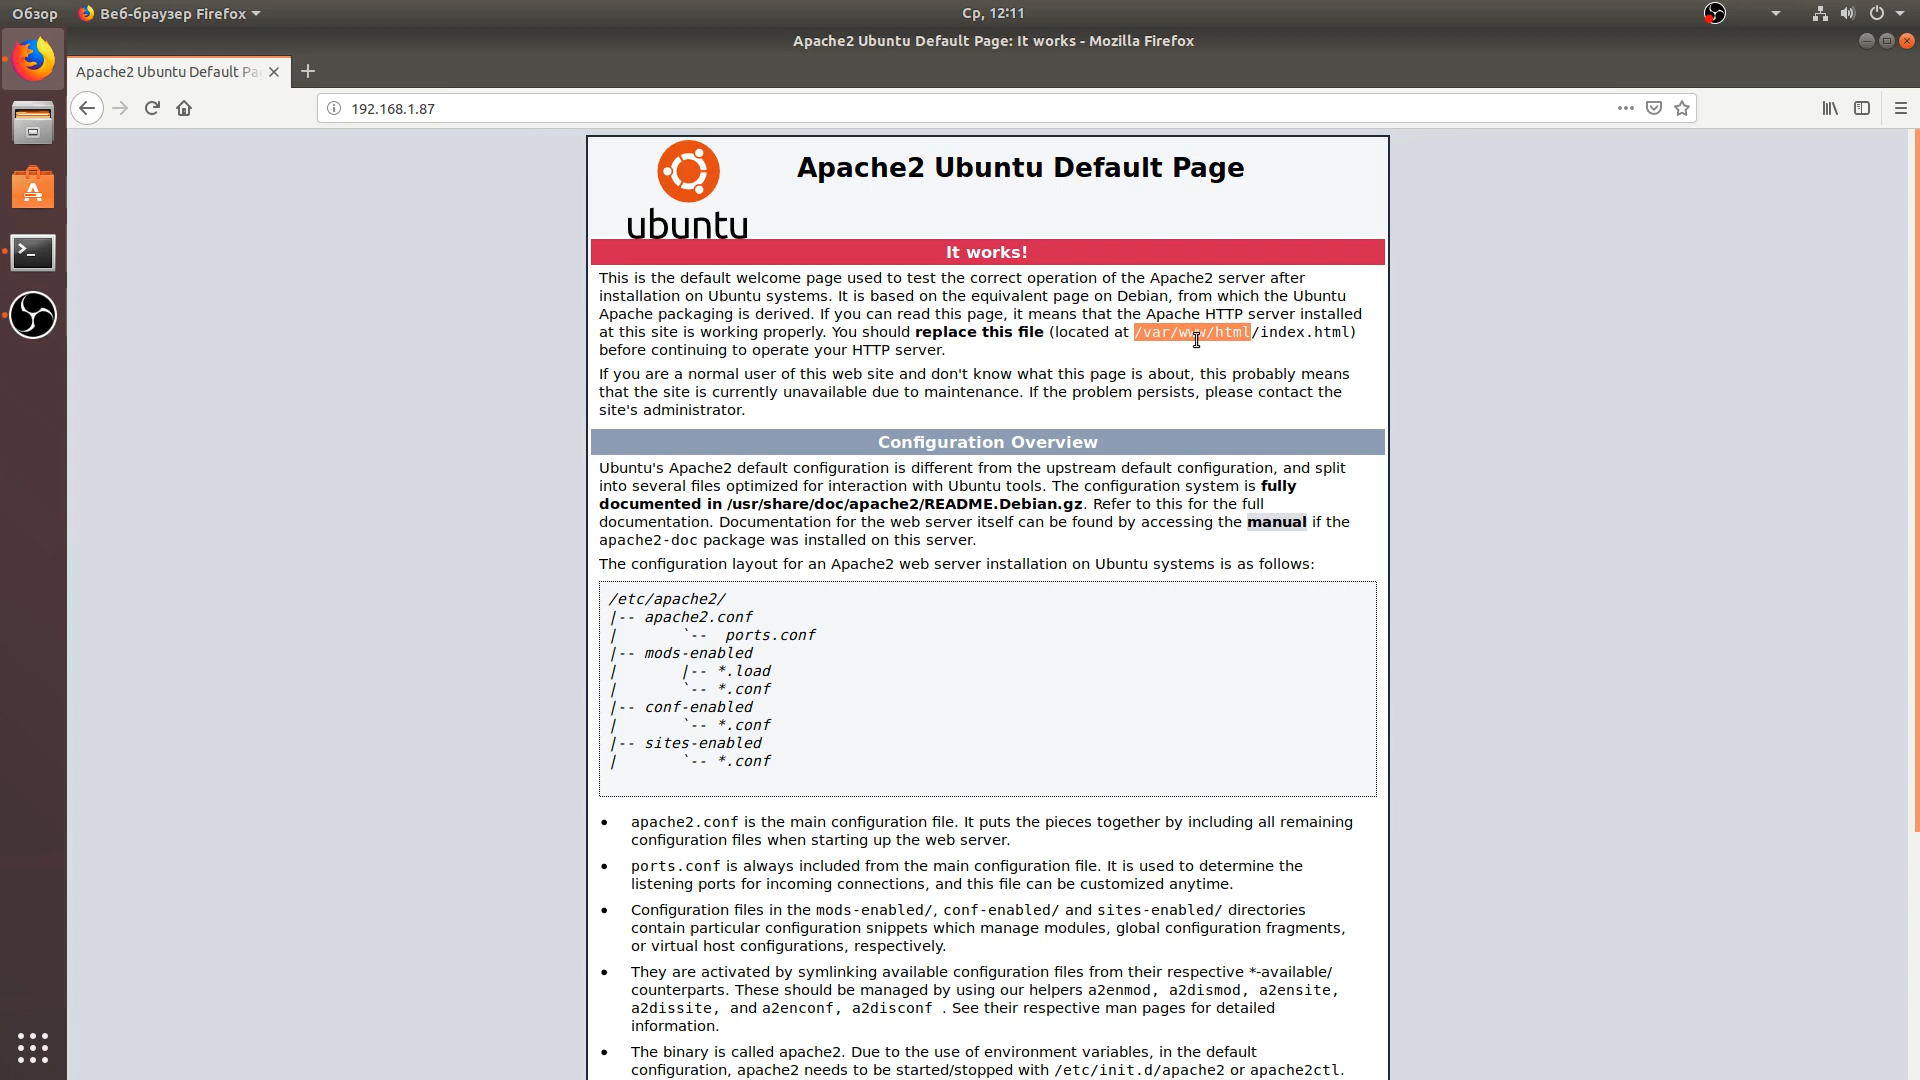 Обзор
Веб-браузер Firefox
Ср, 12:11
Apache2 Ubuntu Default Page: It works - Mozilla Firefox
Apache2 Ubuntu Default Pa
192.168.1.87
ubuntu
Apache2 Ubuntu Default Page
It works!
This is the default welcome page used to test the correct operation of the Apache2 server after
installation on Ubuntu systems. It is based on the equivalent page on Debian, from which the Ubuntu
Apache packaging is derived. If you can read this page, it means that the Apache HTTP server installed
at this site is working properly. You should replace this file (located at /var/www/html/index.html)
before continuing to operate your HTTP server.
If you are a normal user of this web site and don't know what this page is about, this probably means
that the site is currently unavailable due to maintenance. If the problem persists, please contact the
site's administrator.
Configuration Overview
Ubuntu's Apache2 default configuration is different from the upstream default configuration, and split
into several files optimized for interaction with Ubuntu tools. The configuration system is fully
documented in /usr/share/doc/apache2/README.Debian.gz. Refer to this for the full
documentation. Documentation for the web server itself can be found by accessing the manual if the
apache2-doc package was installed on this server.
The configuration layout for an Apache2 web server installation on Ubuntu systems is as follows:
/etc/apache2/
|-- apache2.conf
|       `--  ports.conf
|-- mods-enabled
|       |-- *.load
|       `-- *.conf
|-- conf-enabled
|       `-- *.conf
|-- sites-enabled
|       `-- *.conf
• apache2.conf is the main configuration file. It puts the pieces together by including all remaining
configuration files when starting up the web server.
• ports.conf is always included from the main configuration file. It is used to determine the
listening ports for incoming connections, and this file can be customized anytime.
• Configuration files in the mods-enabled/, conf-enabled/ and sites-enabled/ directories
contain particular configuration snippets which manage modules, global configuration fragments,
or virtual host configurations, respectively.
• They are activated by symlinking available configuration files from their respective *-available/
counterparts. These should be managed by using our helpers a2enmod, a2dismod, a2ensite,
a2dissite, and a2enconf, a2disconf . See their respective man pages for detailed
information.
• The binary is called apache2. Due to the use of environment variables, in the default
configuration, apache2 needs to be started/stopped with /etc/init.d/apache2 or apache2ctl.